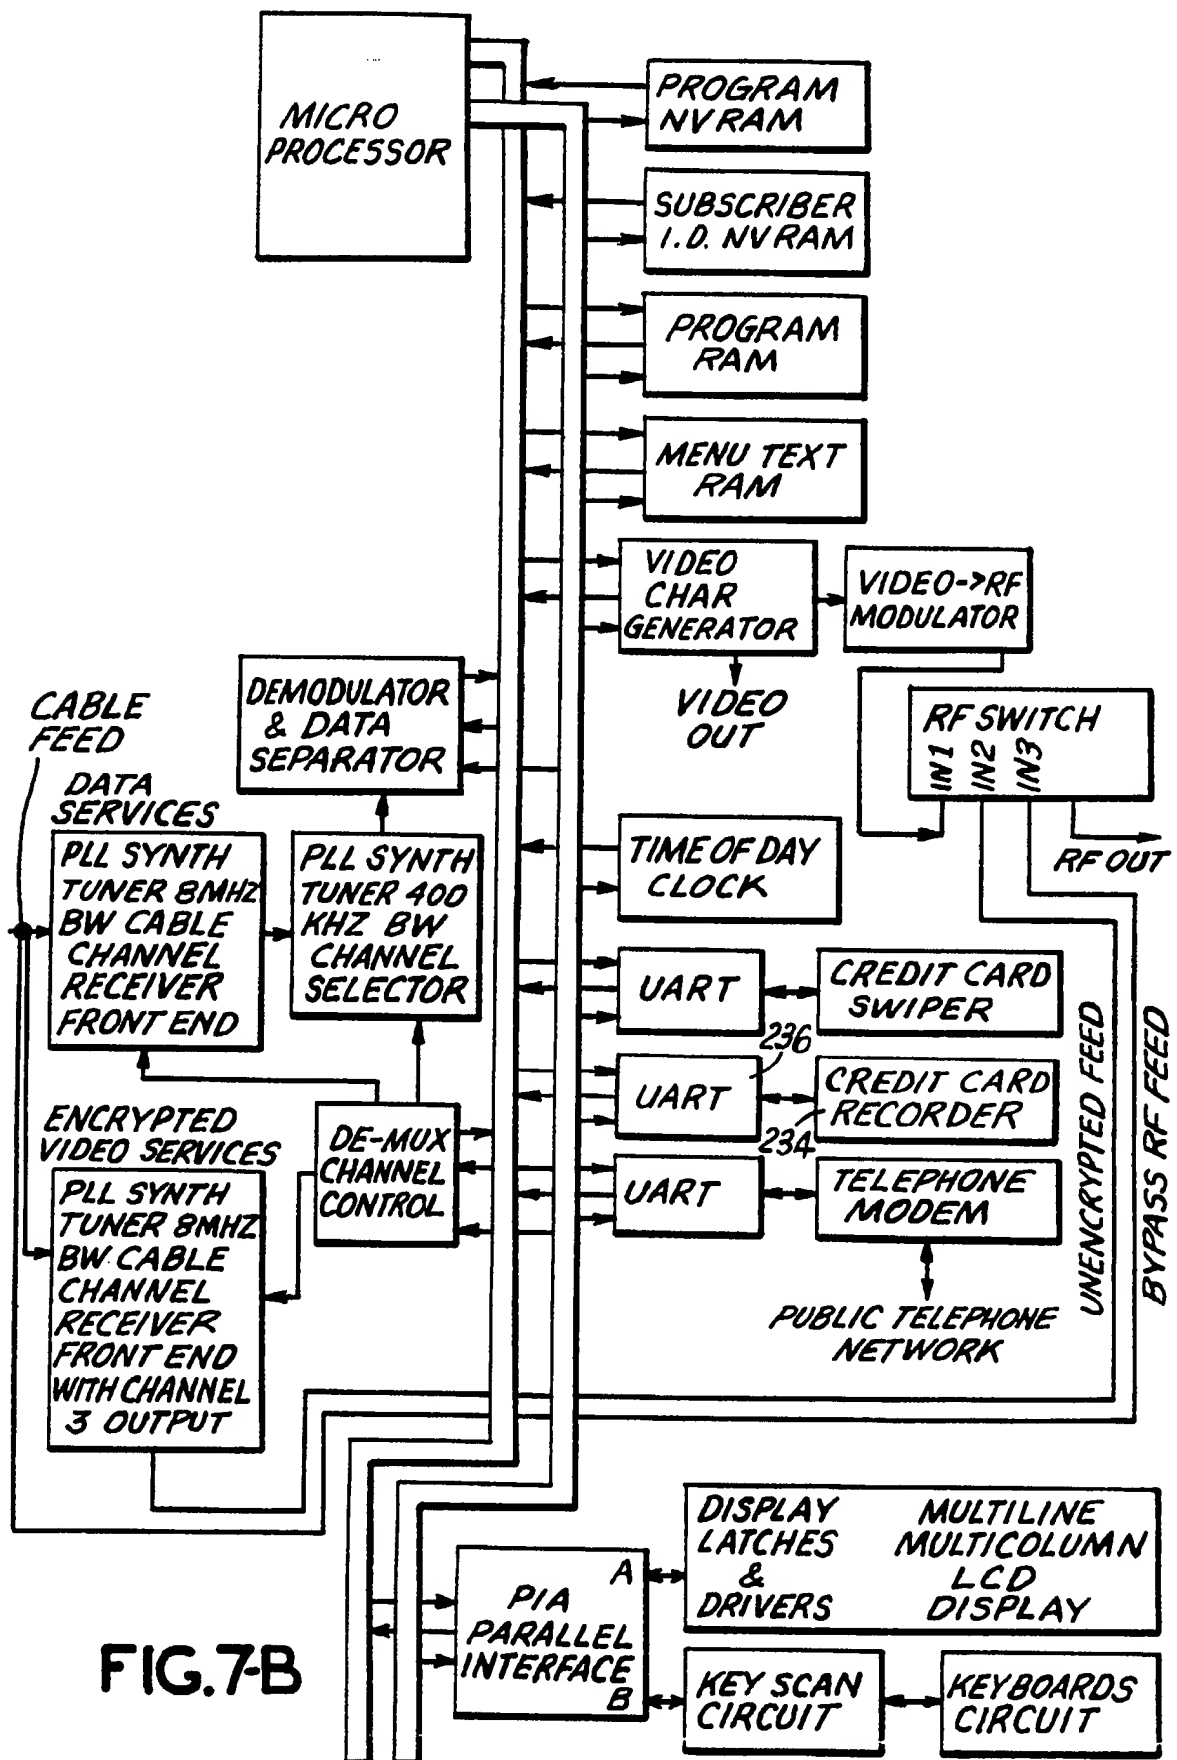 MICRO
PROCESSOR
PROGRAM
NVRAM
SUBSCRIBER
I.D. NVRAM
PROGRAM
RAM
MENU TEXT
RAM
VIDEO
CHAR
GENERATOR
VIDEO->RF
MODULATOR
VIDEO
OUT
RF SWITCH
IN1
IN2
IN3
RF OUT
CABLE
FEED
DEMODULATOR
& DATA
SEPARATOR
DATA
SERVICES
PLL SYNTH
TUNER 8MHZ
BW CABLE
CHANNEL
RECEIVER
FRONT END
PLL SYNTH
TUNER 400
KHZ BW
CHANNEL
SELECTOR
TIME OF DAY
CLOCK
UART
CREDIT CARD
SWIPER
236
UART
CREDIT CARD
RECORDER
234
UART
TELEPHONE
MODEM
PUBLIC TELEPHONE
NETWORK
UNENCRYPTED FEED
BYPASS RF FEED
ENCRYPTED
VIDEO SERVICES
PLL SYNTH
TUNER 8MHZ
BW CABLE
CHANNEL
RECEIVER
FRONT END
WITH CHANNEL
3 OUTPUT
DE-MUX
CHANNEL
CONTROL
DISPLAY
LATCHES
&
DRIVERS
MULTILINE
MULTICOLUMN
LCD
DISPLAY
A
PIA
PARALLEL
INTERFACE
B
KEY SCAN
CIRCUIT
KEYBOARDS
CIRCUIT
FIG.7-B